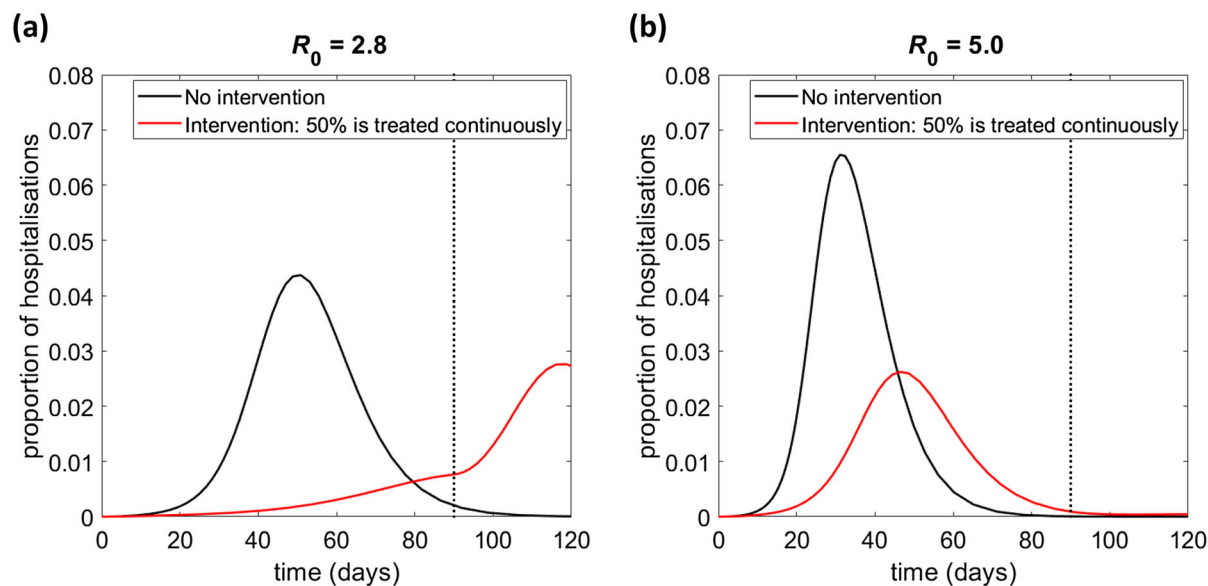 (a)
R0 = 2.8
0.08
0.07
0.06
0.05
0.04
0.03
0.02
0.01
0
proportion of hospitalisations
No intervention
Intervention: 50% is treated continuously
0 20 40 60 80 100 120
time (days)
(b)
R0 = 5.0
0.08
0.07
0.06
0.05
0.04
0.03
0.02
0.01
0
proportion of hospitalisations
No intervention
Intervention: 50% is treated continuously
0 20 40 60 80 100 120
time (days)